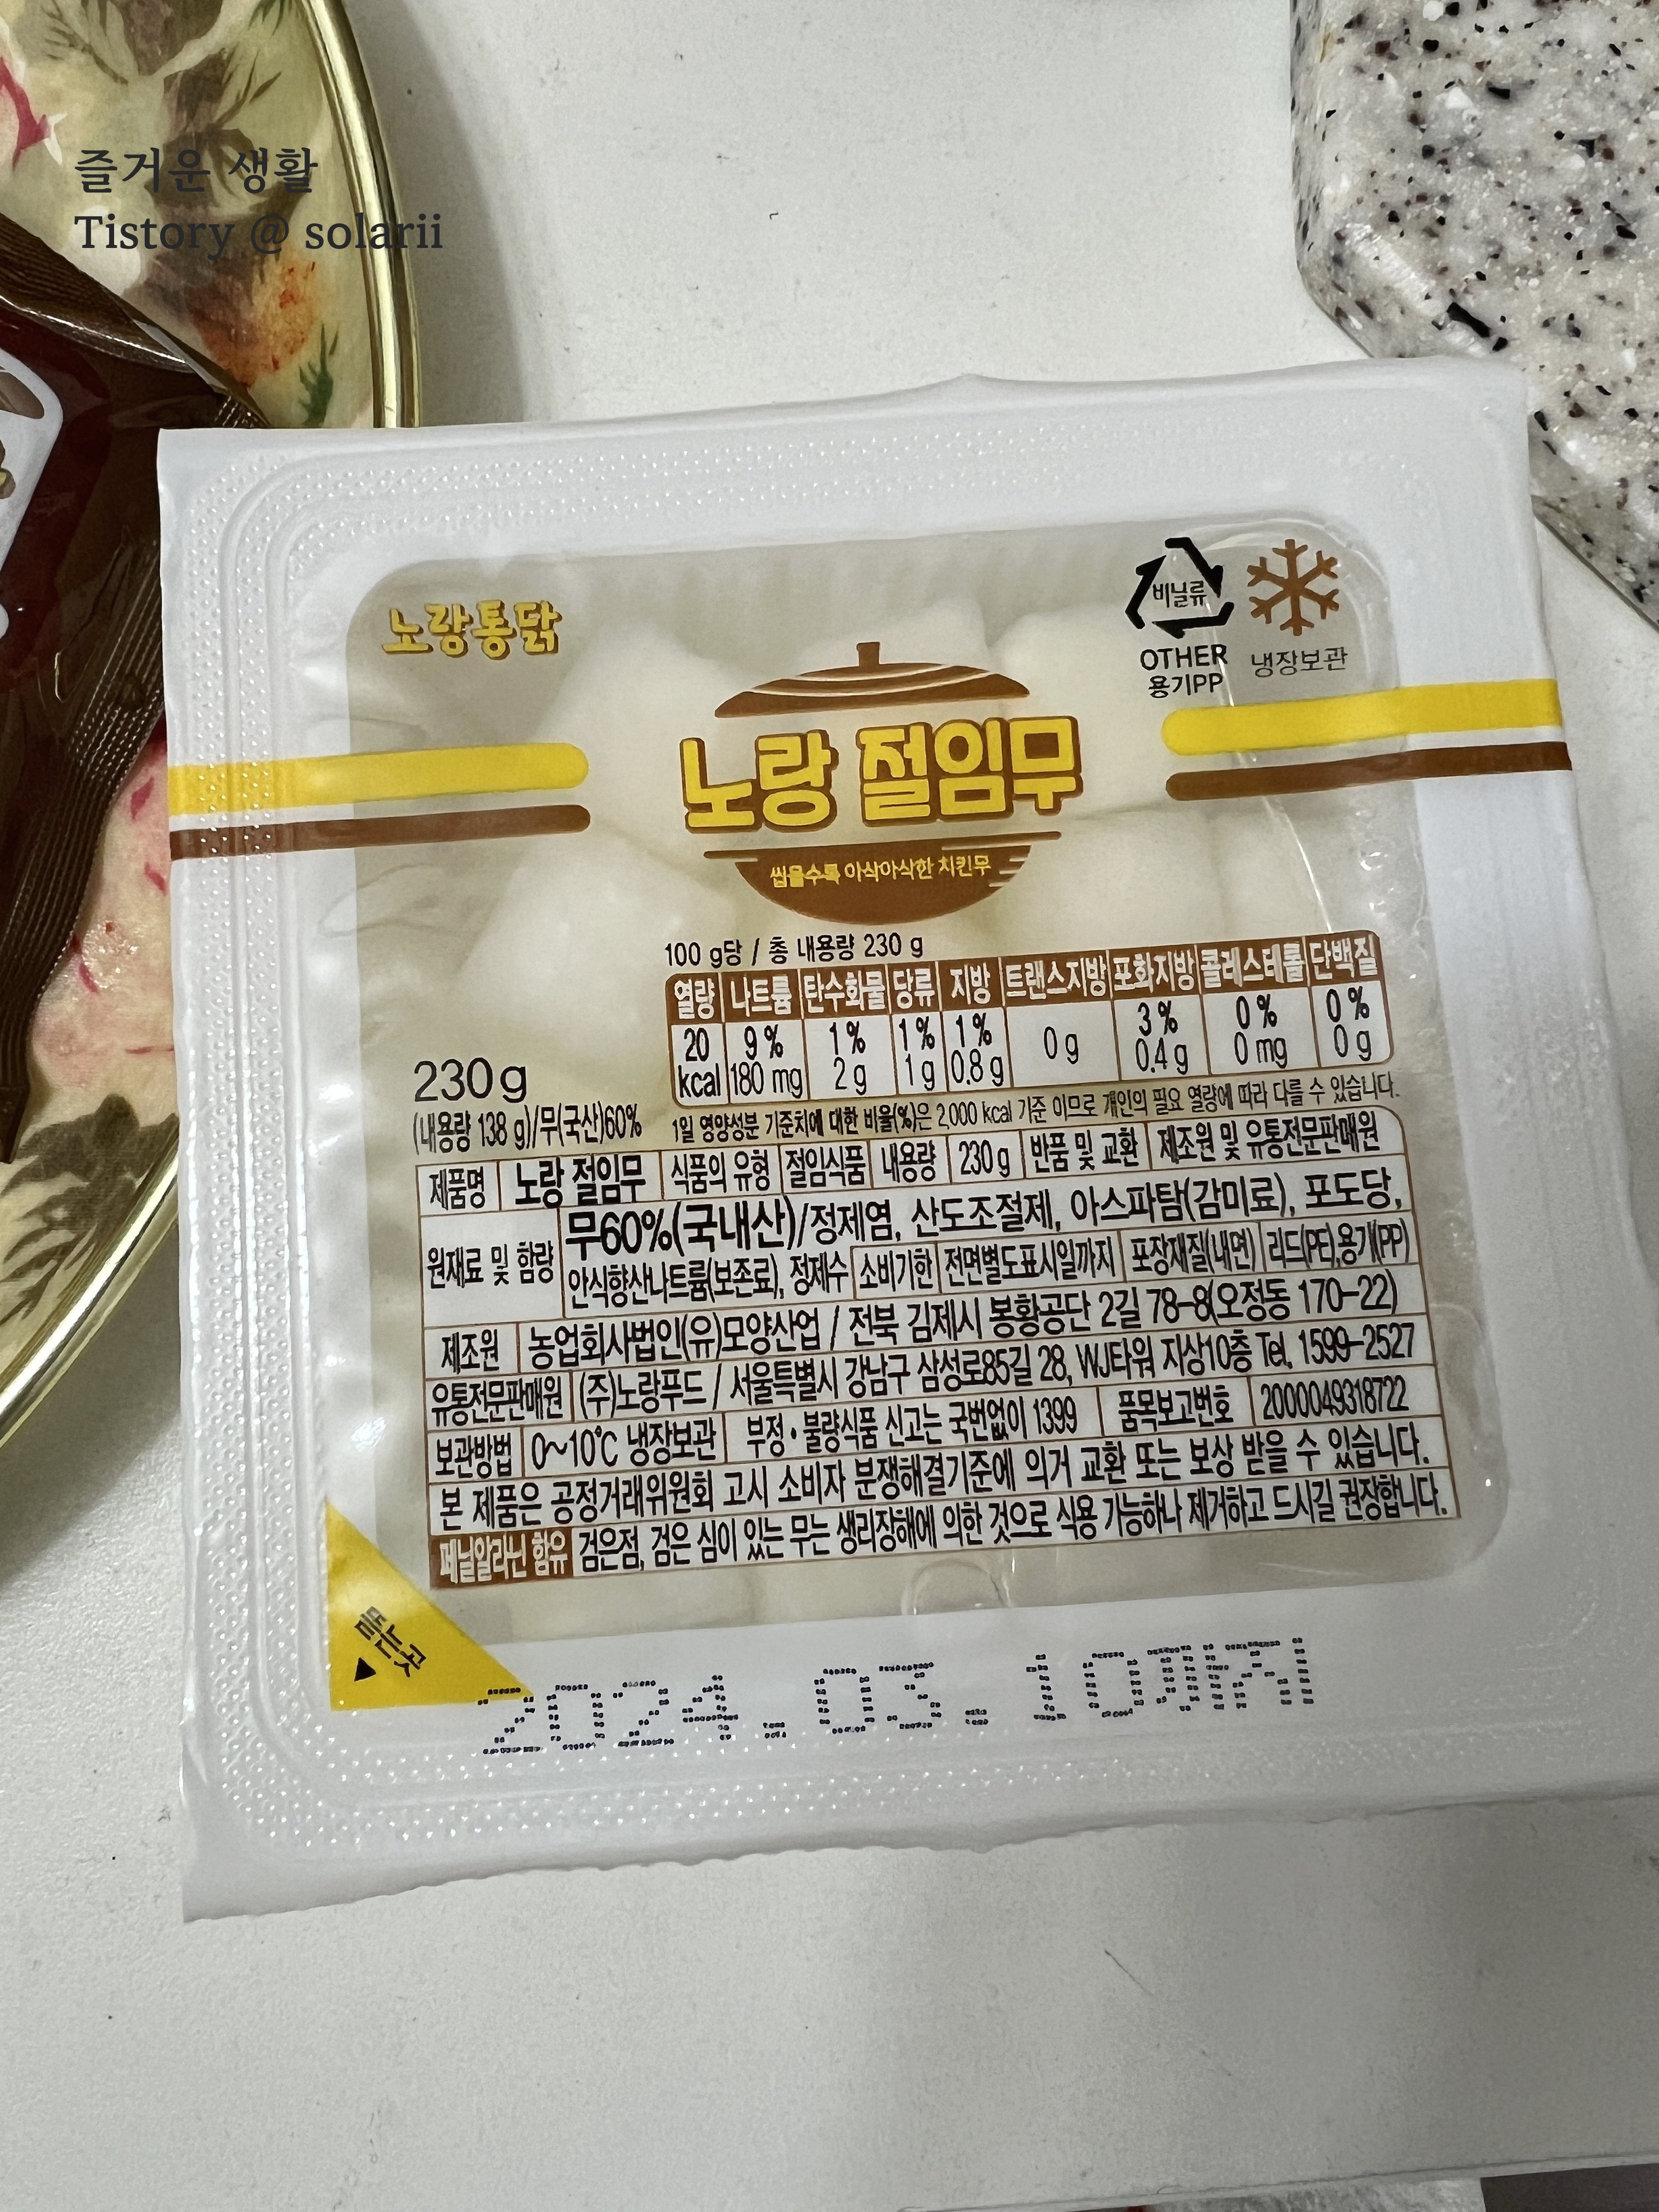 즐거운 생활
Tistory @ solarii
노랑통닭
비닐류
OTHER
용기PP
냉장보관
노랑 절임무
씹을수록 아삭아삭한 치킨무
100 g당 / 총 내용량 230 g
열량 나트륨 탄수화물 당류 지방 트랜스지방 포화지방 콜레스테롤 단백질
20 kcal 9 % 180 mg 1 % 2 g 1 % 1 g 1 % 0.8 g 0 g 3 % 0.4 g 0 % 0 mg 0 % 0 g
1일 영양성분 기준치에 대한 비율(%)은 2,000 kcal 기준 이므로 개인의 필요 열량에 따라 다를 수 있습니다.
230g
(내용량 138 g)/무(국산)60%
제품명 노랑 절임무 식품의 유형 절임식품 내용량 230g 반품 및 교환 제조원 및 유통전문판매원
원재료 및 함량 무60%(국내산)/정제염, 산도조절제, 아스파탐(감미료), 포도당,
안식향산나트륨(보존료), 정제수 소비기한 전면별도표시일까지 포장재질(내면) 리드(PE),용개(PP)
제조원 농업회사법인(유)모양산업 / 전북 김제시 봉황공단 2길 78-8(오정동 170-22)
유통전문판매원 (주)노랑푸드 / 서울특별시 강남구 삼성로85길 28, WJ타워 지상10층 Tel. 1599-2527
보관방법 0~10℃ 냉장보관 부정·불량식품 신고는 국번없이 1399 품목보고번호 2000049318722
본 제품은 공정거래위원회 고시 소비자 분쟁해결기준에 의거 교환 또는 보상 받을 수 있습니다.
페닐알라닌 함유 검은점, 검은 심이 있는 무는 생리장해에 의한 것으로 식용 가능하나 제거하고 드시길 권장합니다.
뜯는곳
2024.03.10까지